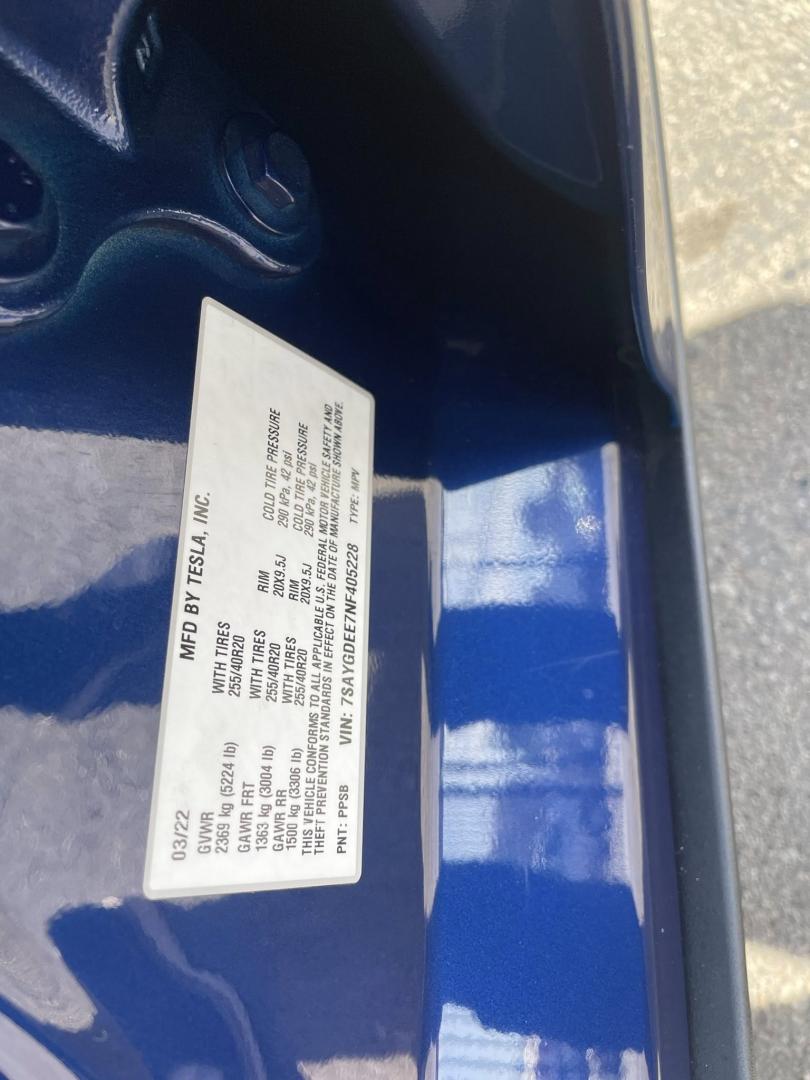 MFD BY TESLA, INC.
03/22
GVWR WITH TIRES RIM COLD TIRE PRESSURE
2369 kg (5224 lb) 255/40R20
GAWR FRT WITH TIRES RIM COLD TIRE PRESSURE
1363 kg (3004 lb) 255/40R20 20X9.5J 290 kPa, 42 psi
GAWR RR WITH TIRES RIM COLD TIRE PRESSURE
1500 kg (3306 lb) 255/40R20 20X9.5J 290 kPa, 42 psi
THIS VEHICLE CONFORMS TO ALL APPLICABLE U.S. FEDERAL MOTOR VEHICLE SAFETY AND
THEFT PREVENTION STANDARDS IN EFFECT ON THE DATE OF MANUFACTURE SHOWN ABOVE.
PNT: PPSB VIN: 7SAYGDEE7NF405228 TYPE: MPV